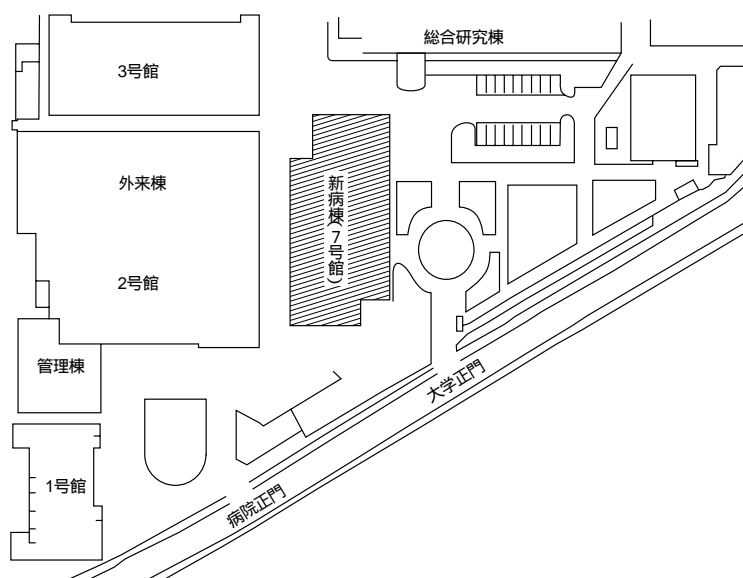 総合研究棟
3号館
外来棟
新病棟(7号館)
2号館
管理棟
大学正門
1号館
病院正門